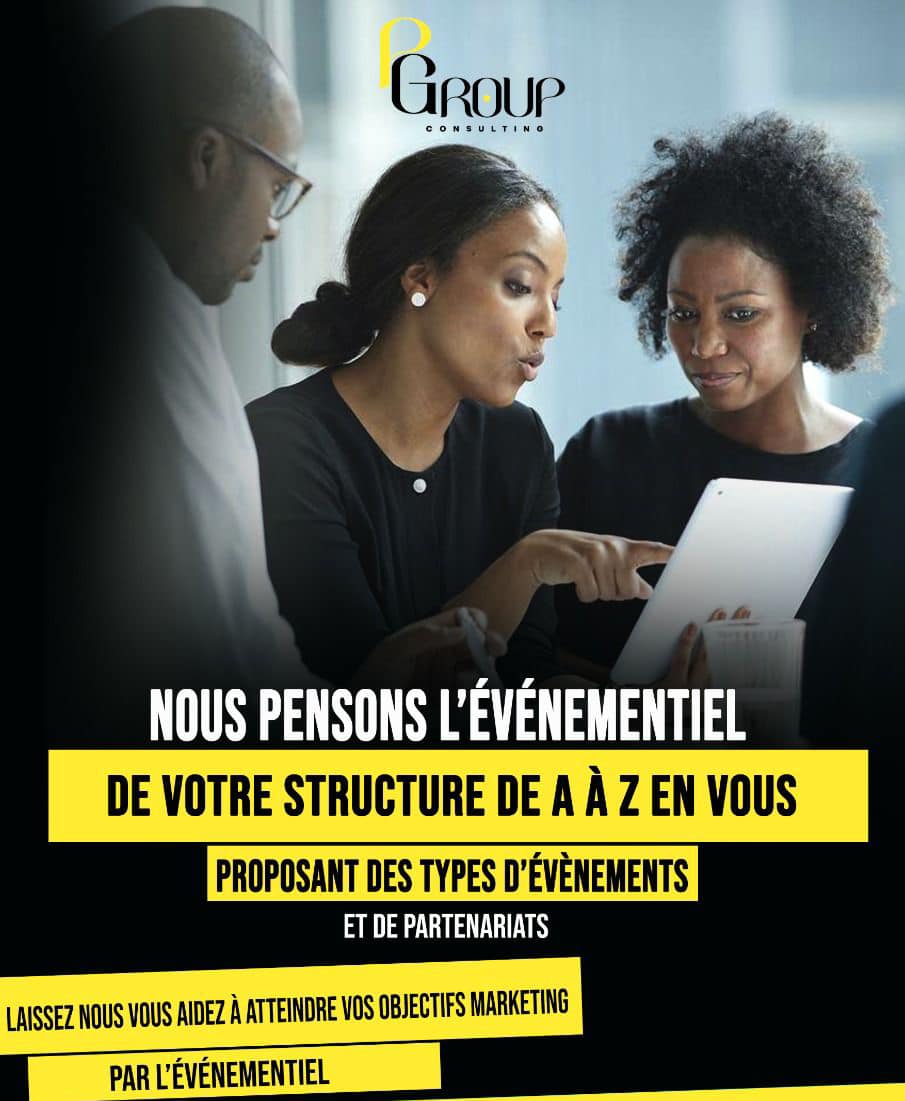 P
GROUP
CONSULTING
NOUS PENSONS L'ÉVÉNEMENTIEL
DE VOTRE STRUCTURE DE A À Z EN VOUS
PROPOSANT DES TYPES D'ÉVÈNEMENTS
ET DE PARTENARIATS
LAISSEZ NOUS VOUS AIDEZ À ATTEINDRE VOS OBJECTIFS MARKETING
PAR L'ÉVÉNEMENTIEL